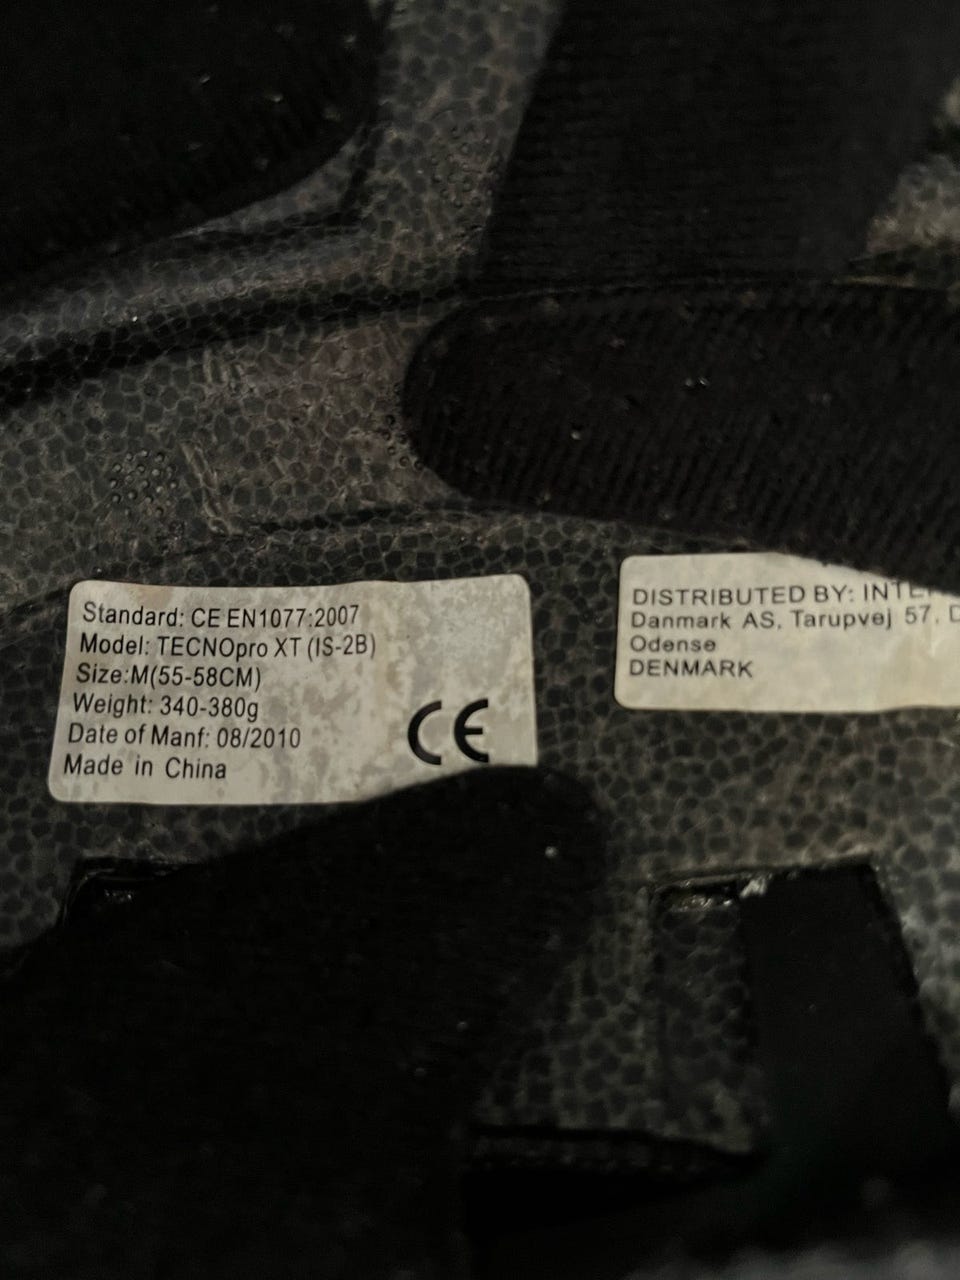 Standard: CE EN1077:2007
Model: TECNOpro XT (IS-2B)
Size:M(55-58CM)
Weight: 340-380g
Date of Manf: 08/2010
Made in China
CE
DISTRIBUTED BY:
Danmark AS, Tarupvej 57,
Odense
DENMARK